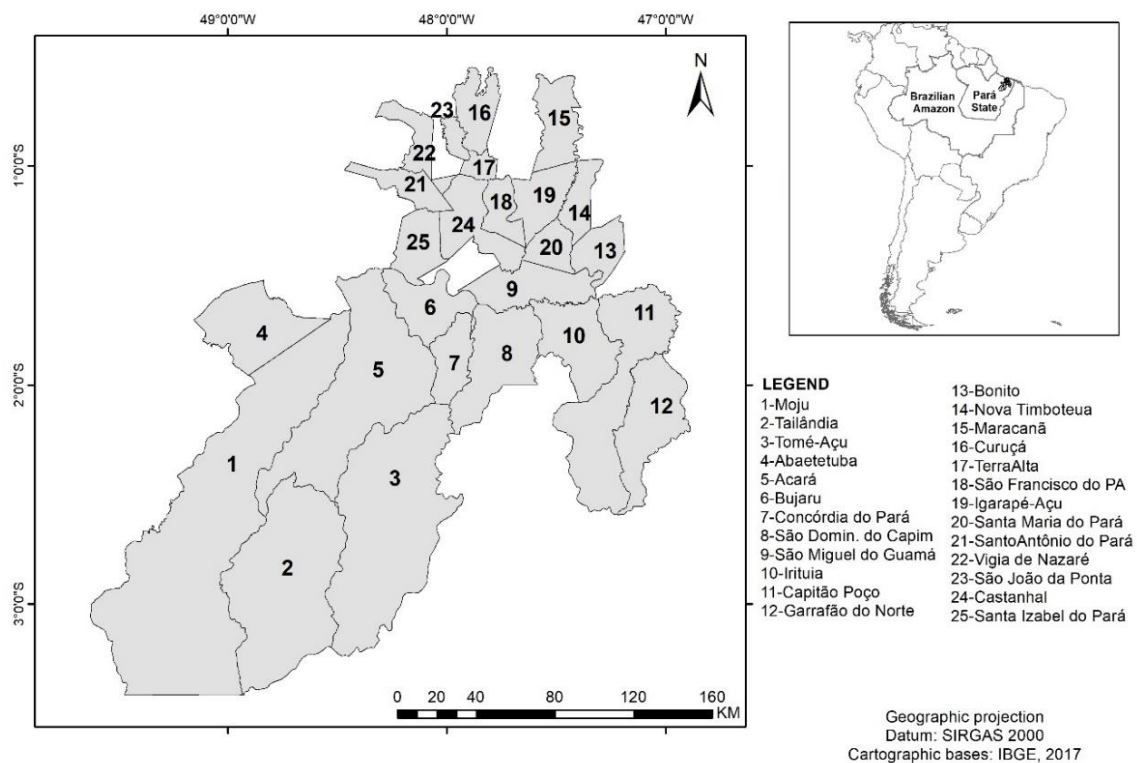 49°0'0"W
48°0'0"W
47°0'0"W
N
Brazilian
Amazon
Pará
State
1°0'0"S
2°0'0"S
3°0'0"S
23
16
15
22
17
21
19
18
14
24
25
20
13
9
6
11
4
10
7
8
5
12
1
3
2
0
20
40
80
120
160
KM
LEGEND
1-Moju
2-Tailândia
3-Tomé-Açu
4-Abaetetuba
5-Acará
6-Bujaru
7-Concórdia do Pará
8-São Domin. do Capim
9-São Miguel do Guamá
10-Irituia
11-Capitão Poço
12-Garrafão do Norte
13-Bonito
14-Nova Timboteua
15-Maracanã
16-Curuçá
17-TerraAlta
18-São Francisco do PA
19-Igarapé-Açu
20-Santa Maria do Pará
21-SantoAntônio do Pará
22-Vigia de Nazaré
23-São João da Ponta
24-Castanhal
25-Santa Izabel do Pará
Geographic projection
Datum: SIRGAS 2000
Cartographic bases: IBGE, 2017